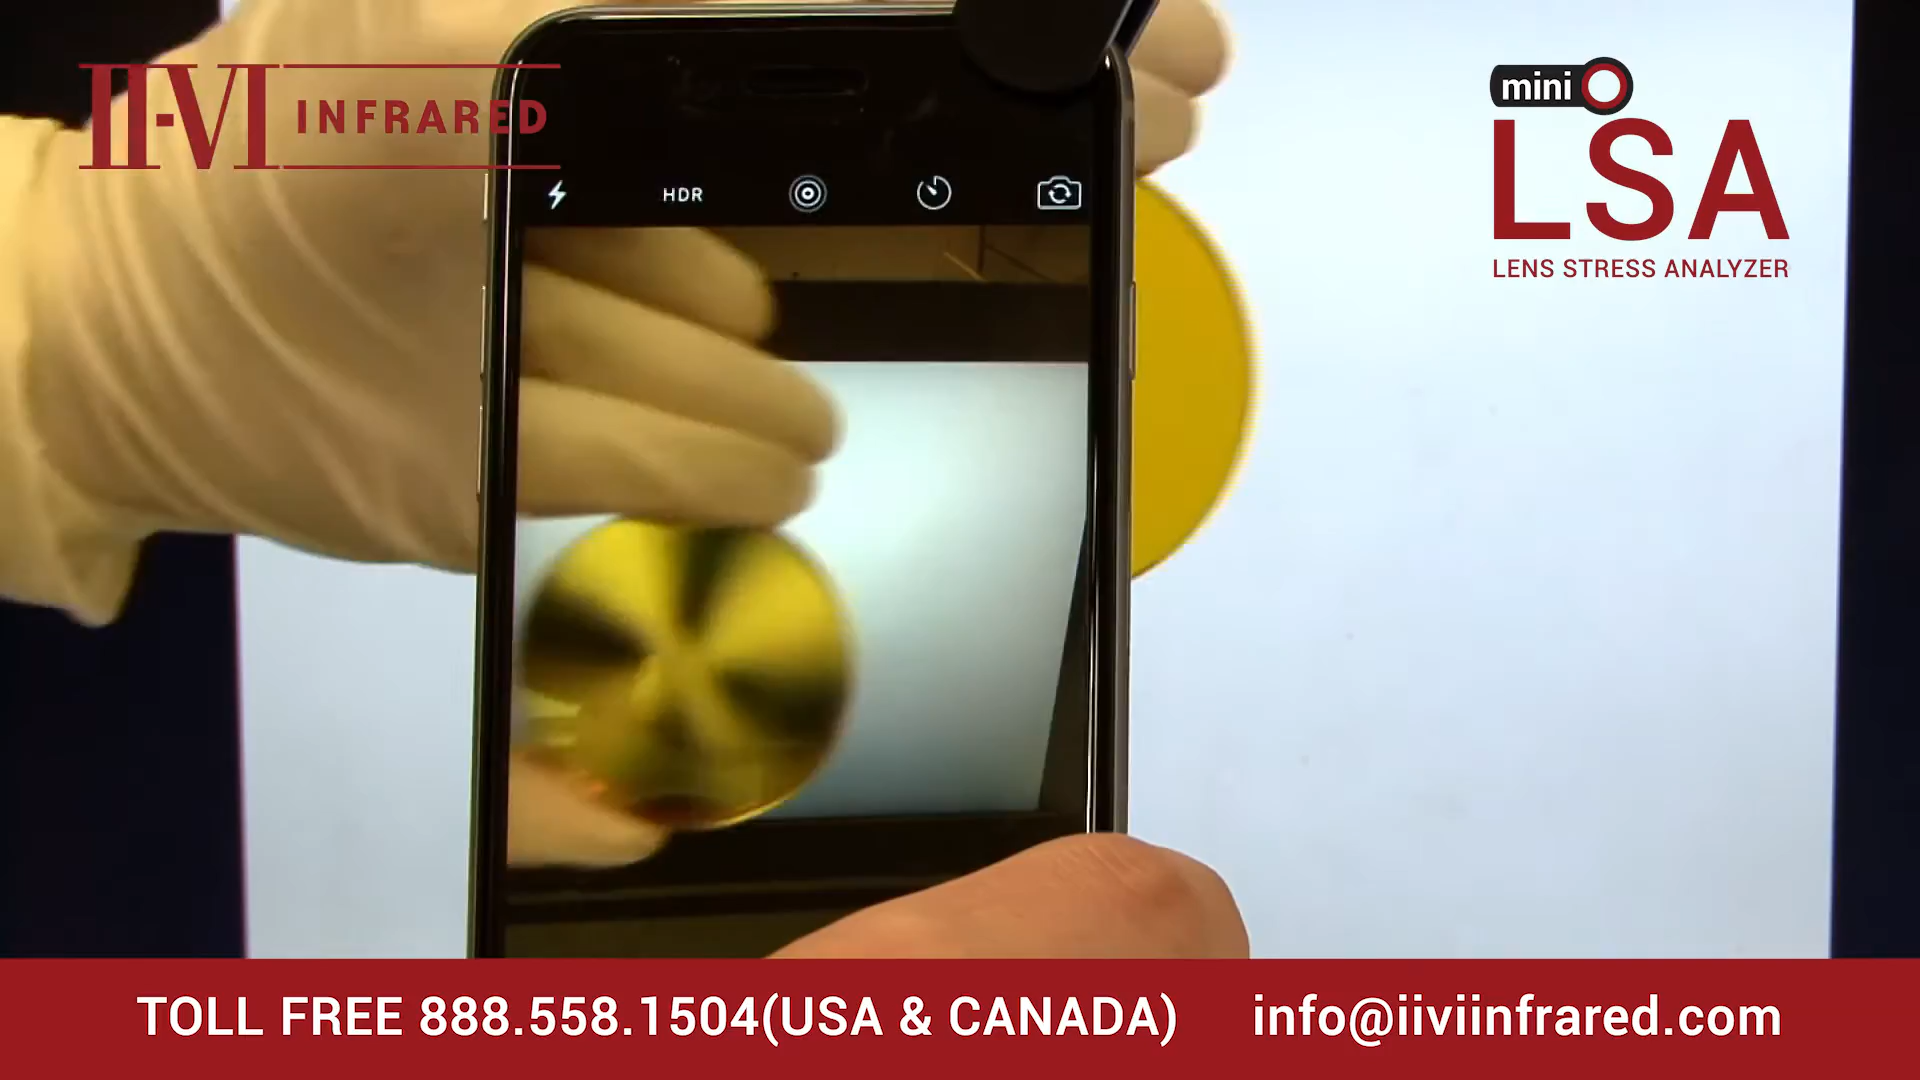 II-VI INFRARED
mini
LSA
LENS STRESS ANALYZER
HDR
TOLL FREE 888.558.1504(USA & CANADA)
info@iiviinfrared.com